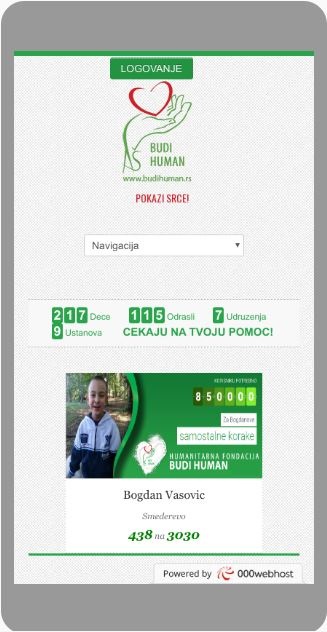 LOGOVANJE
BUDI
HUMAN
www.budihuman.rs
POKAZI SRCE!
Navigacija
217 Dece 115 Odrasli 7 Udruzenja
9 Ustanova CEKAJU NA TVOJU POMOC!
KORISNIKU POTREBNO
850000
Za Bogdanove
samostalne korake
HUMANITARNA FONDACIJA
BUDI HUMAN
Bogdan Vasovic
Smederevo
438 na 3030
Powered by 000webhost